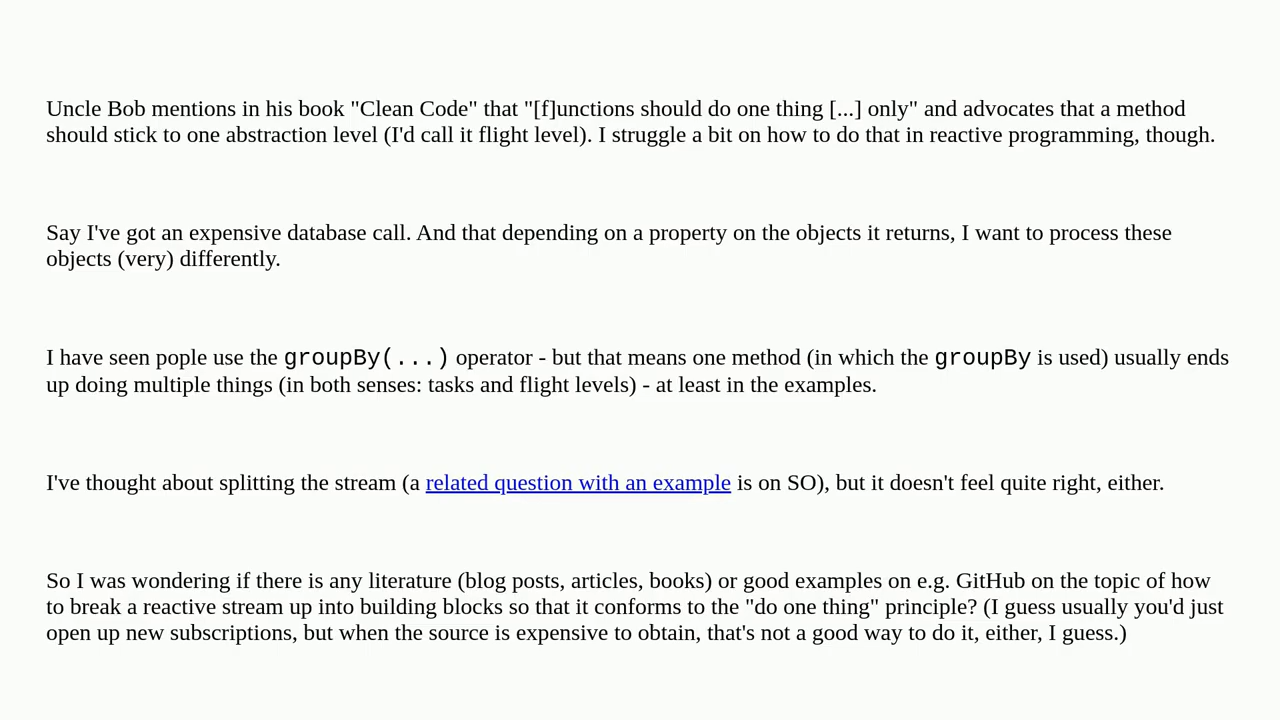 Uncle Bob mentions in his book "Clean Code" that "[f]unctions should do one thing [...] only" and advocates that a method
should stick to one abstraction level (I'd call it flight level). I struggle a bit on how to do that in reactive programming, though.
Say I've got an expensive database call. And that depending on a property on the objects it returns, I want to process these
objects (very) differently.
I have seen pople use the groupBy(...) operator - but that means one method (in which the groupBy is used) usually ends
up doing multiple things (in both senses: tasks and flight levels) - at least in the examples.
I've thought about splitting the stream (a related question with an example is on SO), but it doesn't feel quite right, either.
So I was wondering if there is any literature (blog posts, articles, books) or good examples on e.g. GitHub on the topic of how
to break a reactive stream up into building blocks so that it conforms to the "do one thing" principle? (I guess usually you'd just
open up new subscriptions, but when the source is expensive to obtain, that's not a good way to do it, either, I guess.)